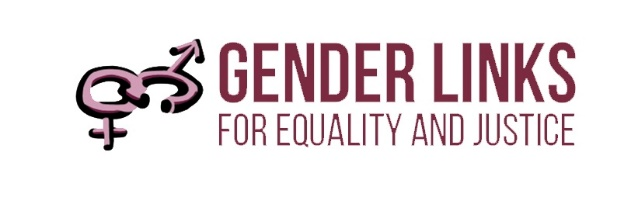 GENDER LINKS
FOR EQUALITY AND JUSTICE